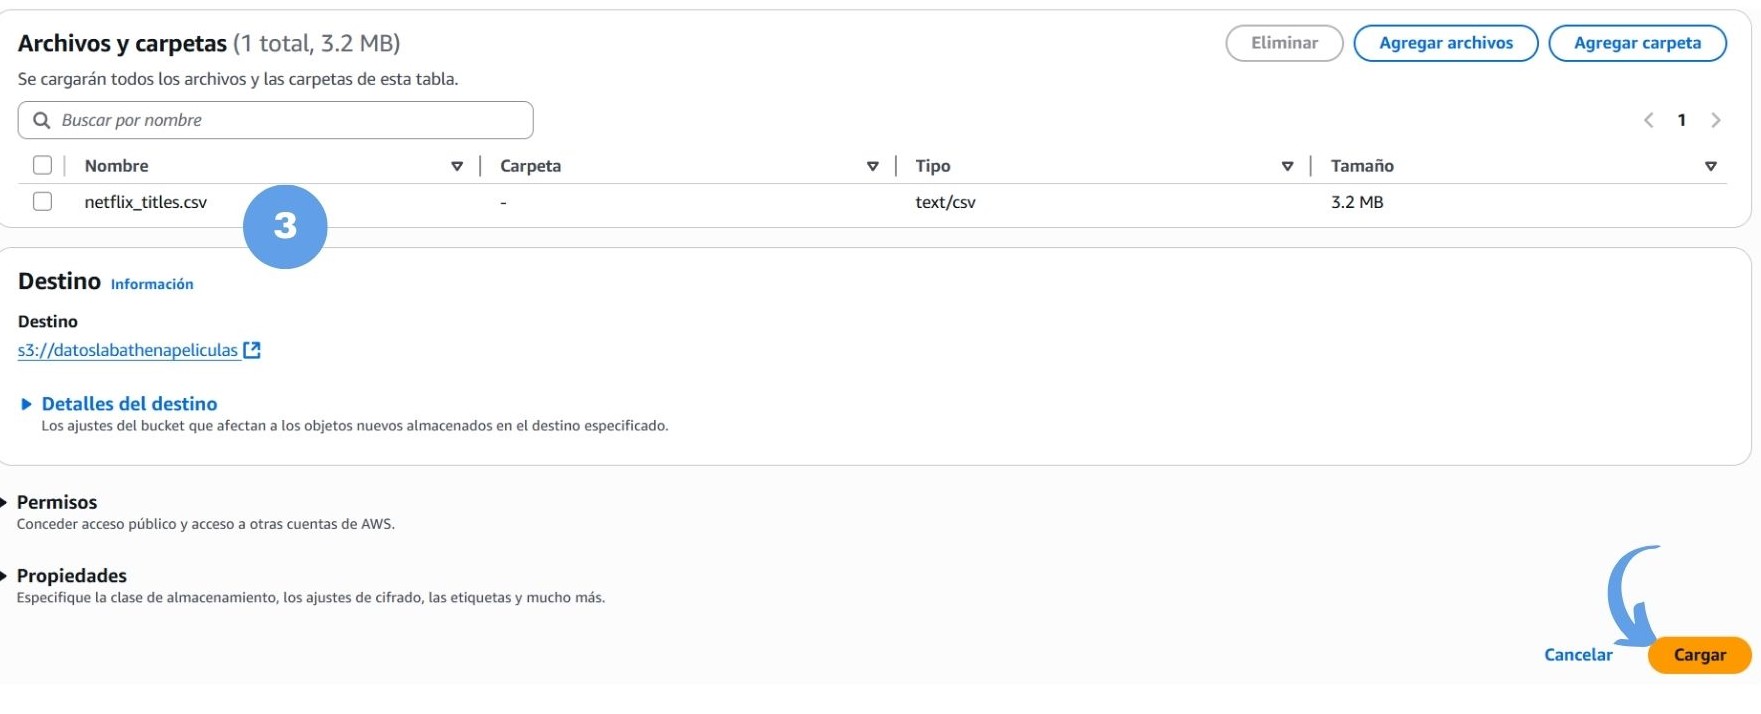 Archivos y carpetas (1 total, 3.2 MB)
Eliminar
Agregar archivos
Agregar carpeta
Se cargarán todos los archivos y las carpetas de esta tabla.
Buscar por nombre
1
Nombre
Carpeta
Tipo
Tamaño
netflix_titles.csv
-
text/csv
3.2 MB
3
Destino Información
Destino
s3://datoslabathenapeliculas
Detalles del destino
Los ajustes del bucket que afectan a los objetos nuevos almacenados en el destino especificado.
Permisos
Conceder acceso público y acceso a otras cuentas de AWS.
Propiedades
Especifique la clase de almacenamiento, los ajustes de cifrado, las etiquetas y mucho más.
Cancelar
Cargar